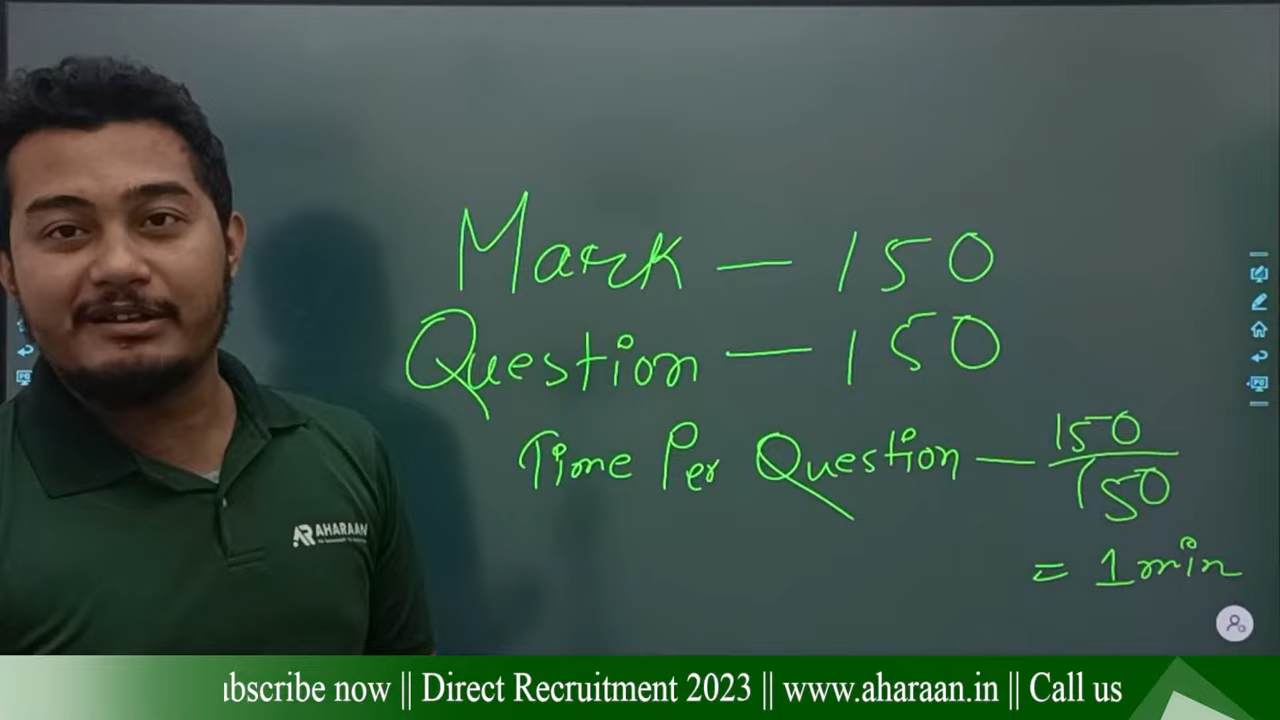 Mark — 150
Question — 150
Time Per Question — 150/150
= 1 min
AHARAAN
ubscribe now || Direct Recruitment 2023 || www.aharaan.in || Call us